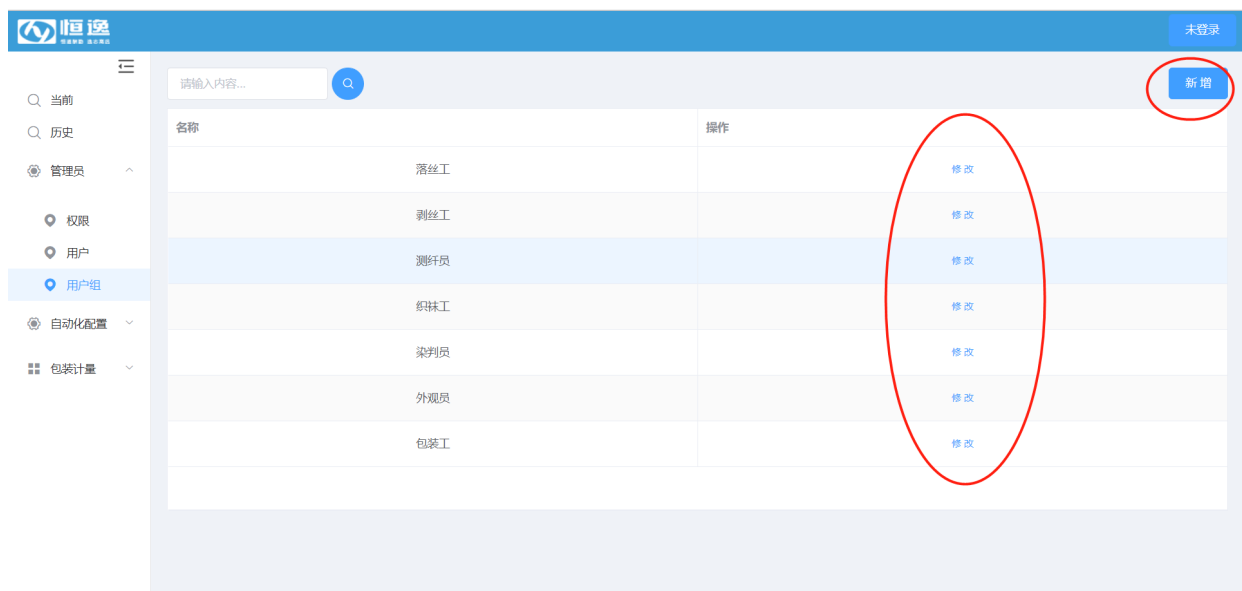 恒逸
未登录
当前
历史
管理员
权限
用户
用户组
自动化配置
包装计量
请输入内容...
新增
名称 操作
落丝工 修改
剥丝工 修改
测纤员 修改
织袜工 修改
染判员 修改
外观员 修改
包装工 修改